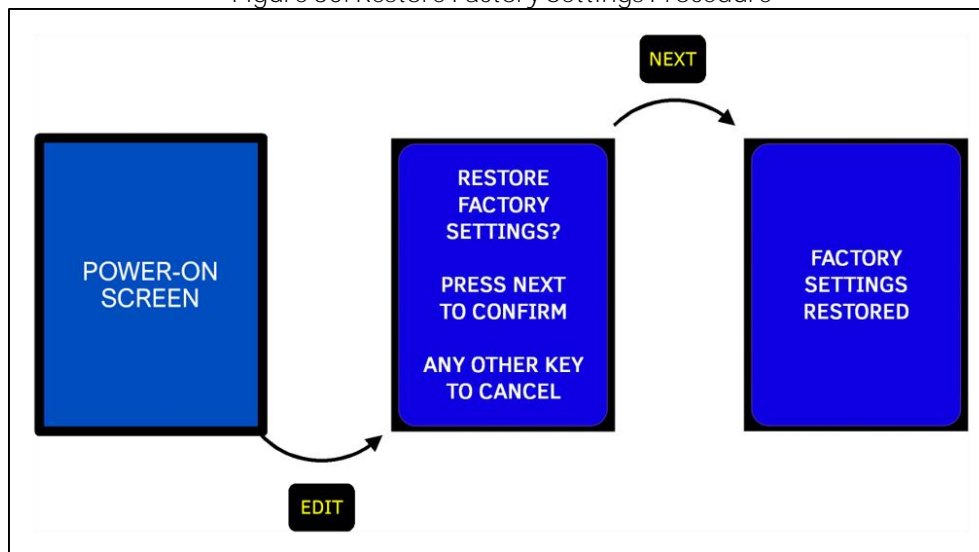 NEXT
POWER-ON
SCREEN
RESTORE
FACTORY
SETTINGS?
PRESS NEXT
TO CONFIRM
ANY OTHER KEY
TO CANCEL
FACTORY
SETTINGS
RESTORED
EDIT